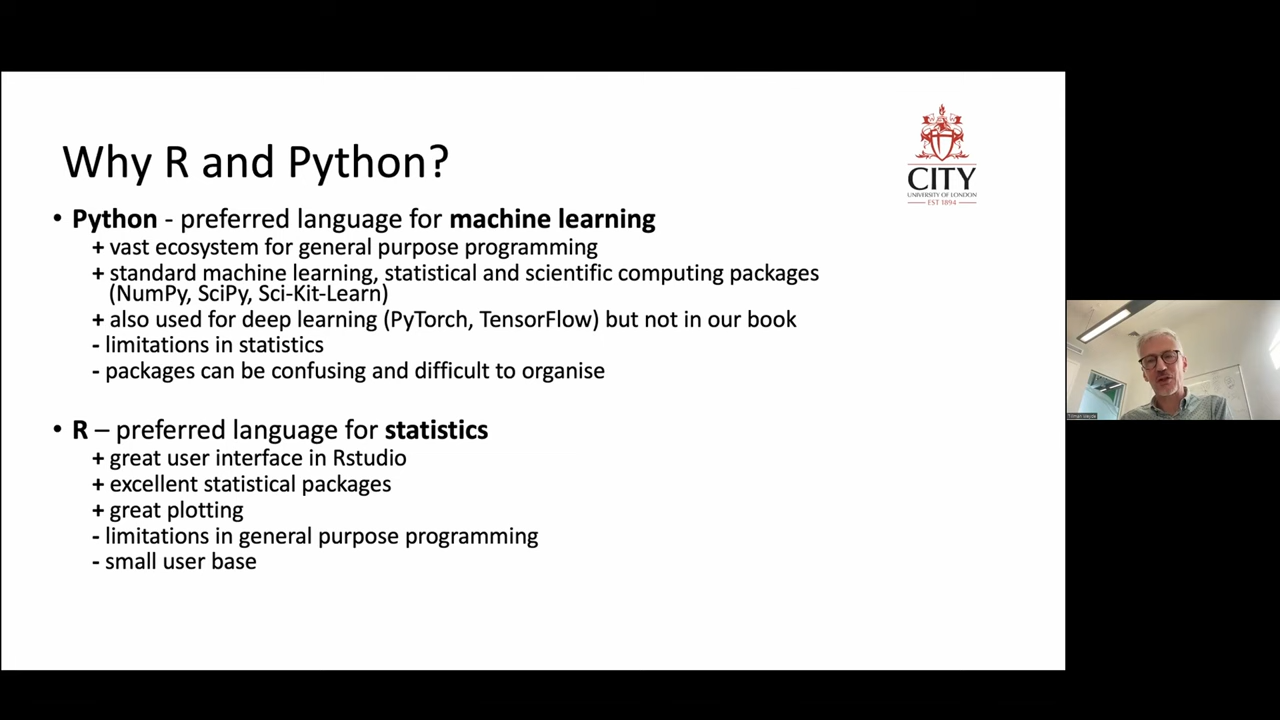 Why R and Python?
CITY
UNIVERSITY OF LONDON
EST 1894
• Python - preferred language for machine learning
+ vast ecosystem for general purpose programming
+ standard machine learning, statistical and scientific computing packages
(NumPy, SciPy, Sci-Kit-Learn)
+ also used for deep learning (PyTorch, TensorFlow) but not in our book
- limitations in statistics
- packages can be confusing and difficult to organise
• R – preferred language for statistics
+ great user interface in Rstudio
+ excellent statistical packages
+ great plotting
- limitations in general purpose programming
- small user base